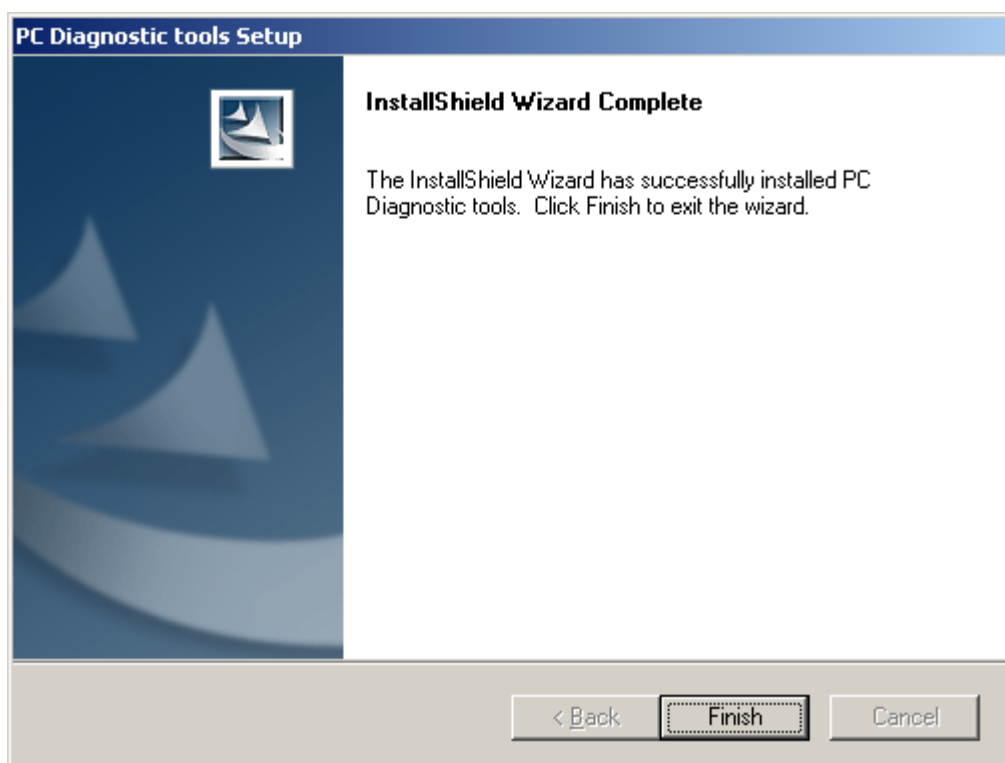 PC Diagnostic tools Setup
InstallShield Wizard Complete
The InstallShield Wizard has successfully installed PC
Diagnostic tools. Click Finish to exit the wizard.
< Back
Finish
Cancel